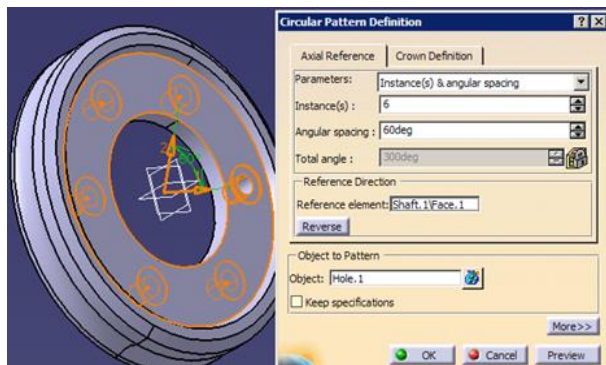 Circular Pattern Definition
Axial Reference
Crown Definition
Parameters: Instance(s) & angular spacing
Instance(s) : 6
Angular spacing : 60deg
Total angle : 300deg
Reference Direction
Reference element: Shaft.1\Face.1
Reverse
Object to Pattern
Object: Hole.1
Keep specifications
More>>
OK
Cancel
Preview